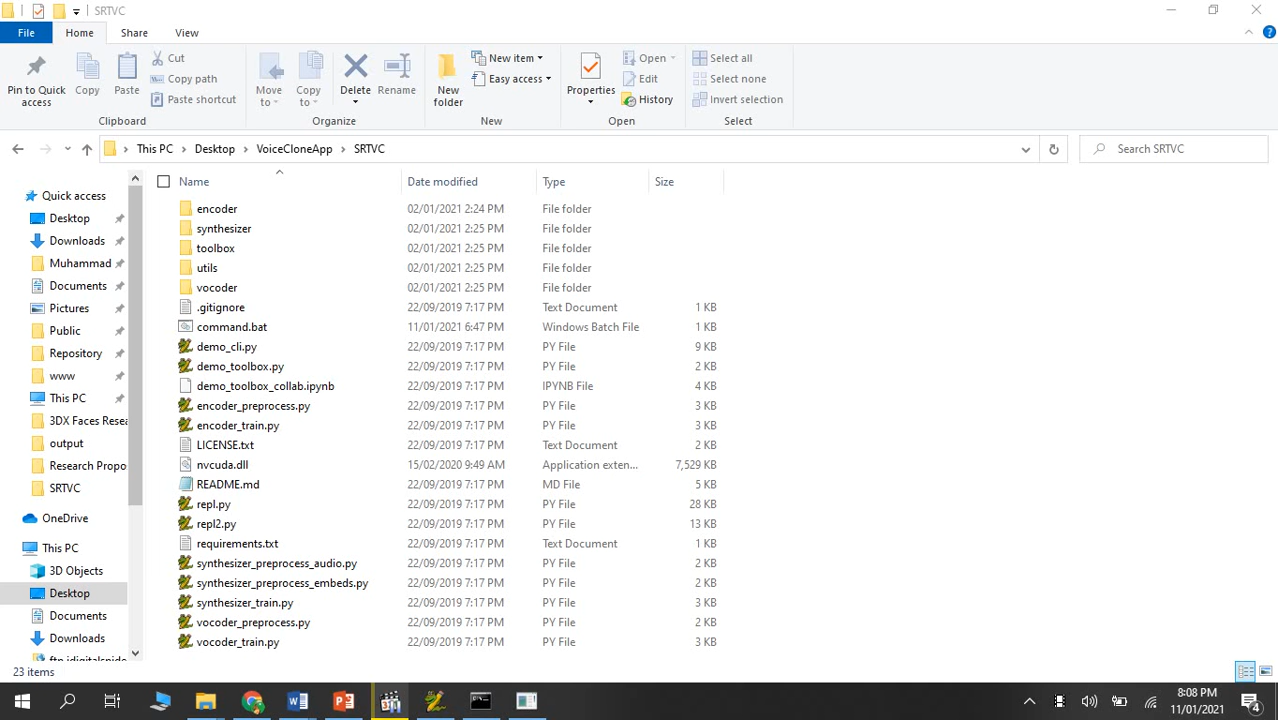 SRTVC
File Home Share View
Pin to Quick access
Copy
Paste
Cut
Copy path
Paste shortcut
Move to
Copy to
Delete
Rename
New folder
New item
Easy access
Properties
Open
Edit
History
Select all
Select none
Invert selection
Clipboard Organize New Open Select
This PC Desktop VoiceCloneApp SRTVC
Search SRTVC
Quick access
Desktop
Downloads
Muhammad
Documents
Pictures
Public
Repository
www
This PC
3DX Faces Resea
output
Research Propo
SRTVC
OneDrive
This PC
3D Objects
Desktop
Documents
Downloads
Name Date modified Type Size
encoder 02/01/2021 2:24 PM File folder
synthesizer 02/01/2021 2:25 PM File folder
toolbox 02/01/2021 2:25 PM File folder
utils 02/01/2021 2:25 PM File folder
vocoder 02/01/2021 2:25 PM File folder
.gitignore 22/09/2019 7:17 PM Text Document 1 KB
command.bat 11/01/2021 6:47 PM Windows Batch File 1 KB
demo_cli.py 22/09/2019 7:17 PM PY File 9 KB
demo_toolbox.py 22/09/2019 7:17 PM PY File 2 KB
demo_toolbox_collab.ipynb 22/09/2019 7:17 PM IPYNB File 4 KB
encoder_preprocess.py 22/09/2019 7:17 PM PY File 3 KB
encoder_train.py 22/09/2019 7:17 PM PY File 3 KB
LICENSE.txt 22/09/2019 7:17 PM Text Document 2 KB
nvcuda.dll 15/02/2020 9:49 AM Application exten... 7,529 KB
README.md 22/09/2019 7:17 PM MD File 5 KB
repl.py 22/09/2019 7:17 PM PY File 28 KB
repl2.py 22/09/2019 7:17 PM PY File 13 KB
requirements.txt 22/09/2019 7:17 PM Text Document 1 KB
synthesizer_preprocess_audio.py 22/09/2019 7:17 PM PY File 2 KB
synthesizer_preprocess_embeds.py 22/09/2019 7:17 PM PY File 2 KB
synthesizer_train.py 22/09/2019 7:17 PM PY File 3 KB
vocoder_preprocess.py 22/09/2019 7:17 PM PY File 2 KB
vocoder_train.py 22/09/2019 7:17 PM PY File 3 KB
23 items
8:08 PM
11/01/2021
4